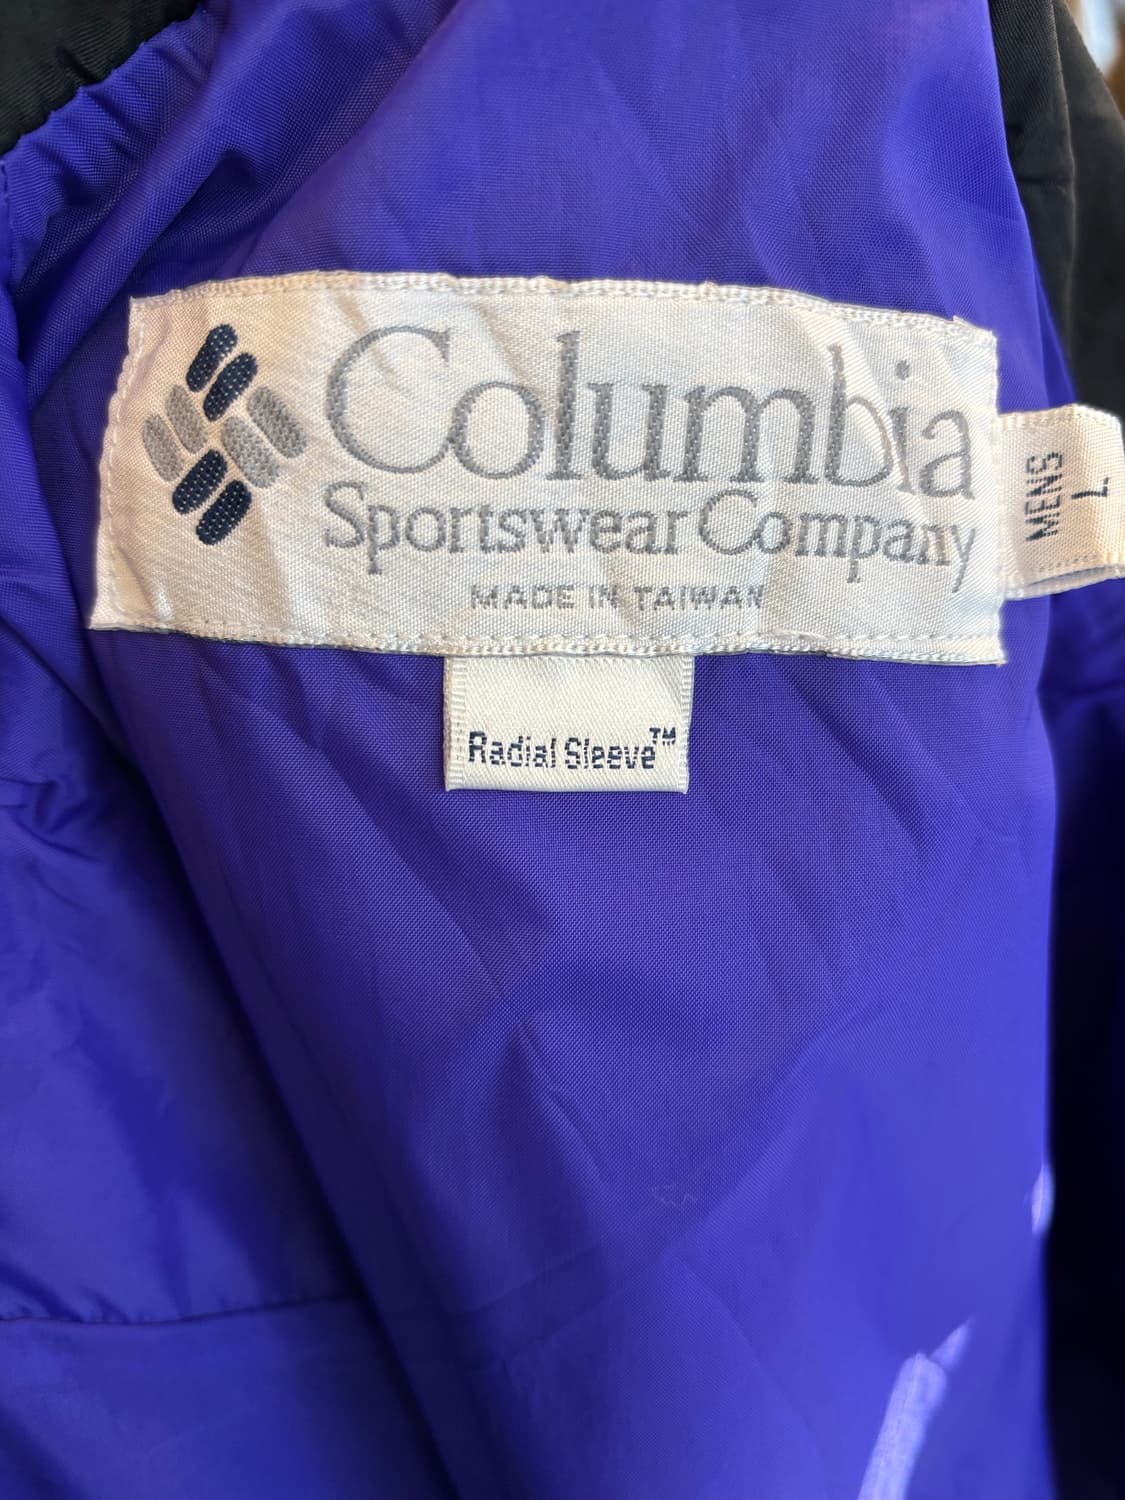 Columbia
Sportswear Company
MADE IN TAIWAN
MENS
L
Radial Sleeve™